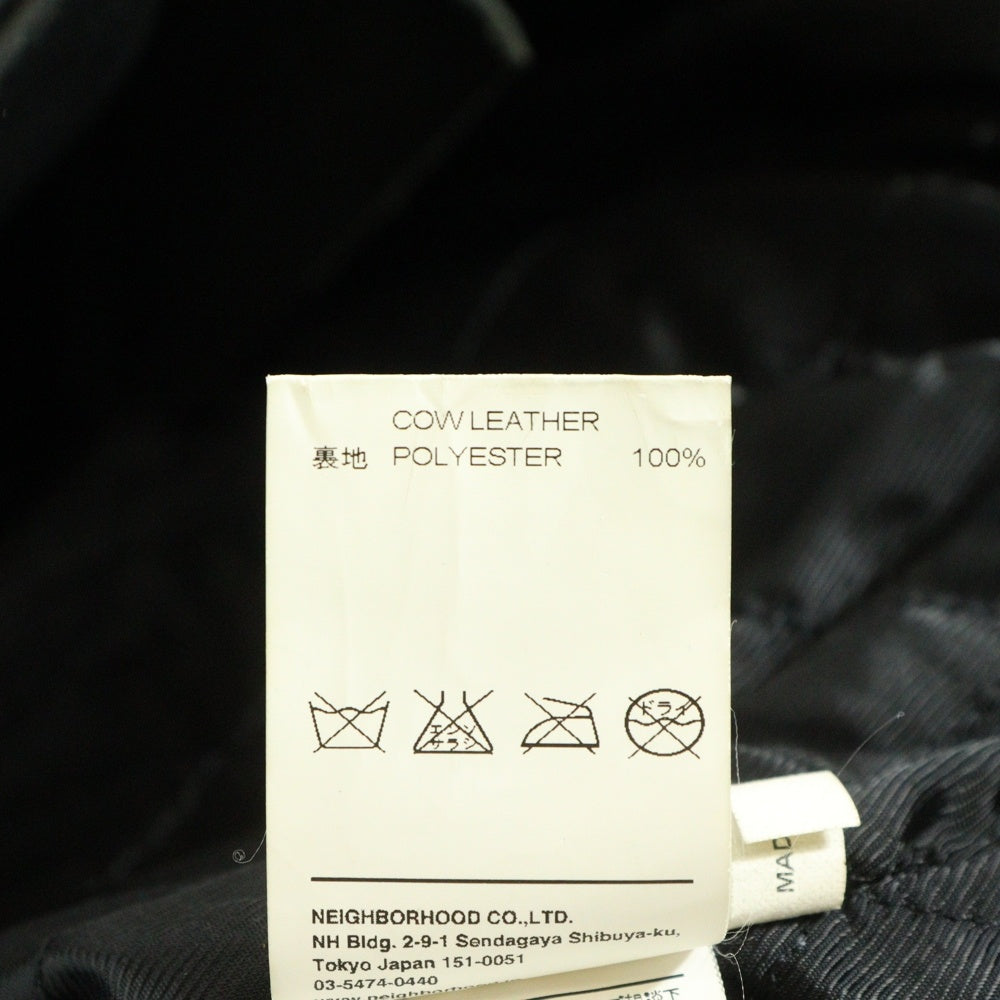 COW LEATHER
裏地 POLYESTER 100%
エンソ
サラシ
ドライ
NEIGHBORHOOD CO.,LTD.
NH Bldg. 2-9-1 Sendagaya Shibuya-ku,
Tokyo Japan 151-0051
03-5474-0440
MAD